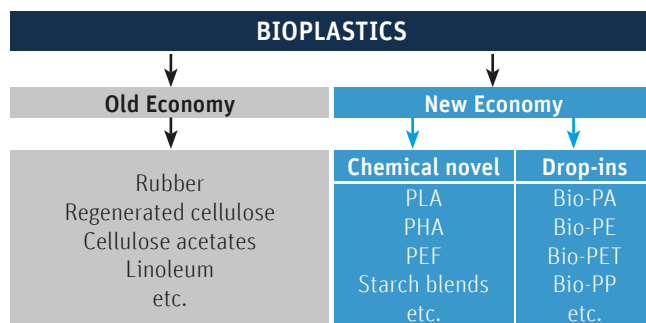 BIOPLASTICS
Old Economy
New Economy
Rubber
Regenerated cellulose
Cellulose acetates
Linoleum
etc.
Chemical novel
PLA
PHA
PEF
Starch blends
etc.
Drop-ins
Bio-PA
Bio-PE
Bio-PET
Bio-PP
etc.